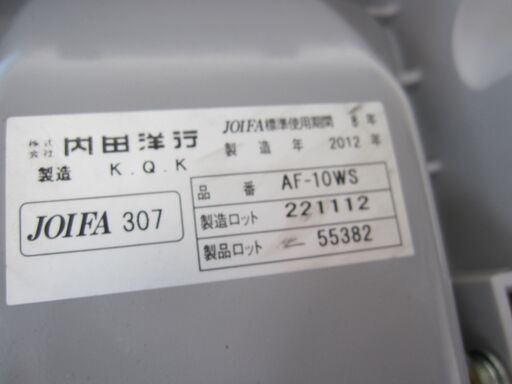 株式会社 内田洋行
JOIFA標準使用期間 8年
製造 K.Q.K
製造年 2012年
JOIFA 307
品番 AF-10WS
製造ロット 221112
製品ロット 55382